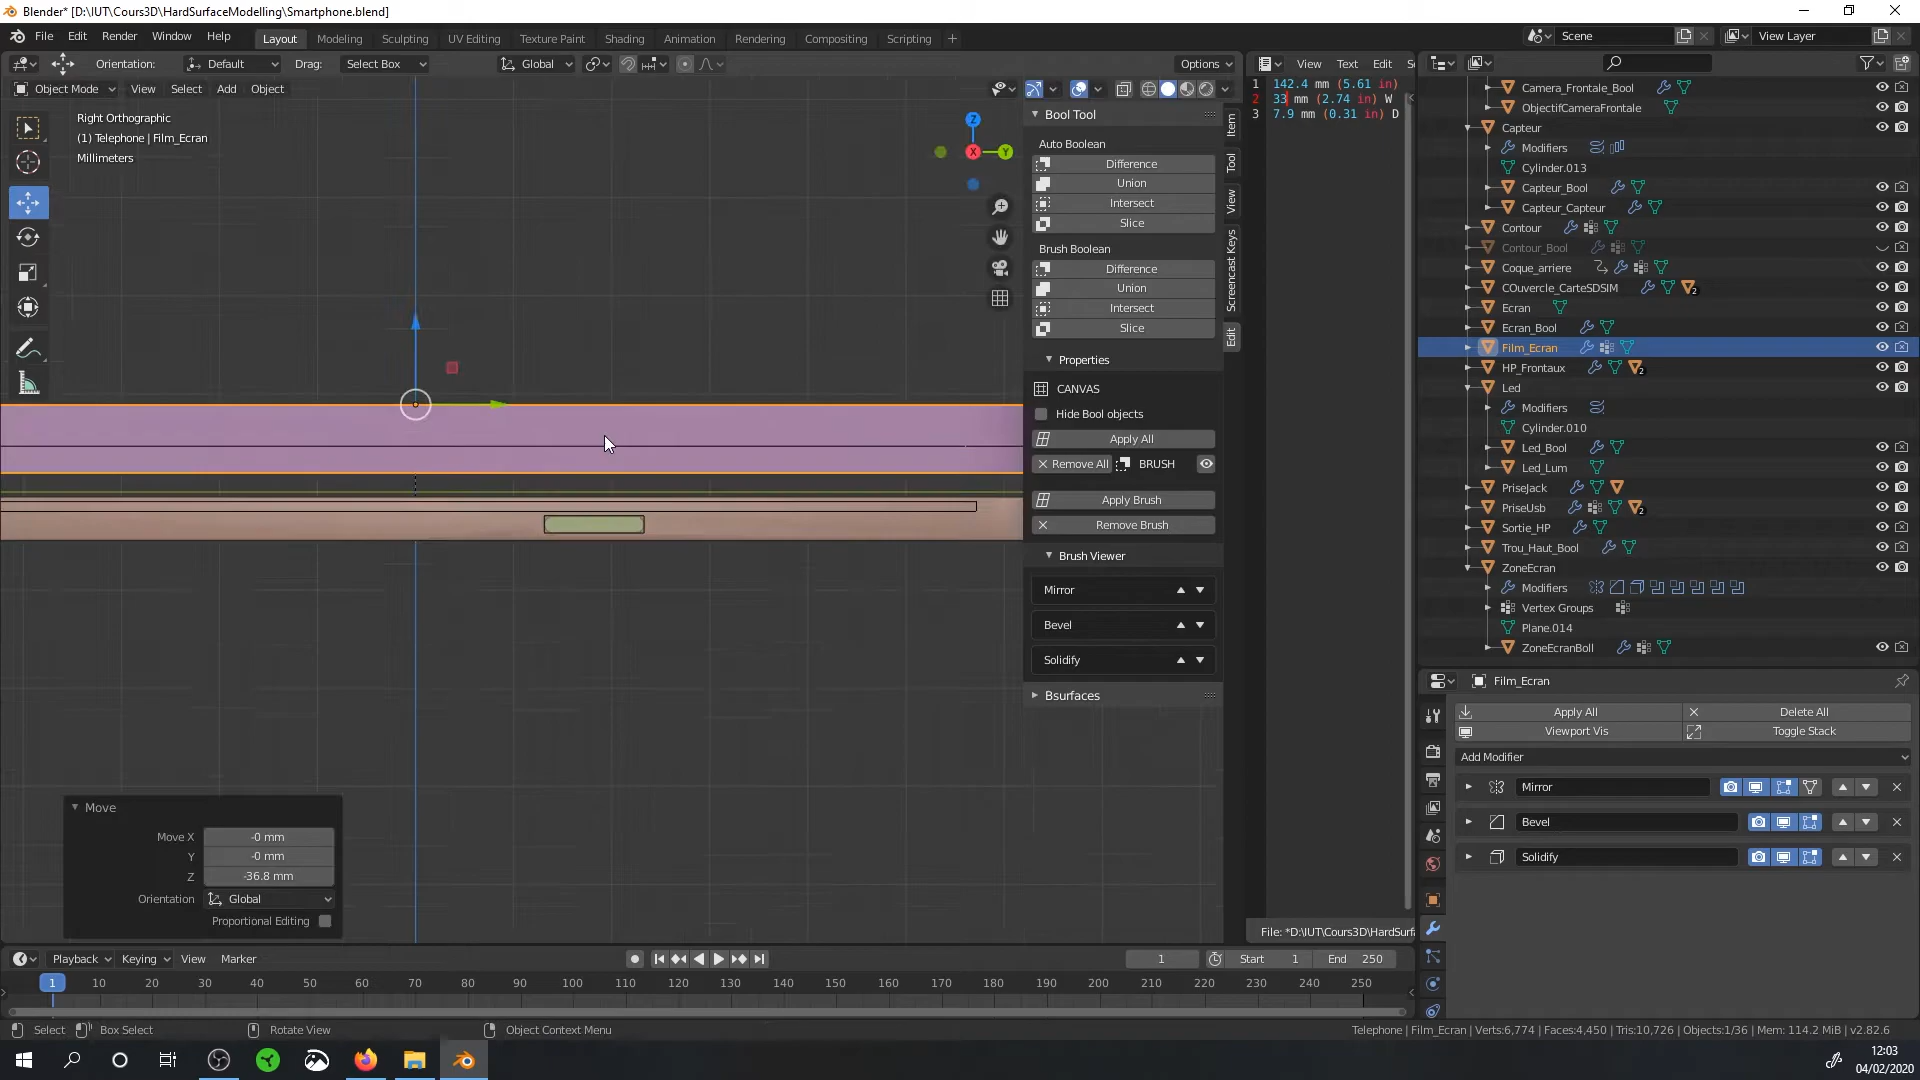 Blender* [D:\IUT\Cours3D\HardSurfaceModelling\Smartphone.blend]
File Edit Render Window Help Layout Modeling Sculpting UV Editing Texture Paint Shading Animation Rendering Compositing Scripting + Scene View Layer
Orientation: Default Drag: Select Box Global Options View Text Edit
Object Mode View Select Add Object
Right Orthographic
(1) Telephone | Film_Ecran
Millimeters
Z
X
Y
Bool Tool
Auto Boolean
Difference
Union
Intersect
Slice
Brush Boolean
Difference
Union
Intersect
Slice
Properties
CANVAS
Hide Bool objects
Apply All
Remove All BRUSH
Apply Brush
Remove Brush
Brush Viewer
Mirror
Bevel
Solidify
Bsurfaces
Item
Tool
View
Screencast Keys
Edit
1 142.4 mm (5.61 in)
2 33 mm (2.74 in) W
3 7.9 mm (0.31 in) D
File: *D:\IUT\Cours3D\HardSurf
Camera_Frontale_Bool
ObjectifCameraFrontale
Capteur
Modifiers
Cylinder.013
Capteur_Bool
Capteur_Capteur
Contour
Contour_Bool
Coque_arriere
COuvercle_CarteSDSIM 2
Ecran
Ecran_Bool
Film_Ecran
HP_Frontaux 2
Led
Modifiers
Cylinder.010
Led_Bool
Led_Lum
PriseJack
PriseUsb 2
Sortie_HP
Trou_Haut_Bool
ZoneEcran
Modifiers
Vertex Groups
Plane.014
ZoneEcranBoll
Film_Ecran
Apply All Delete All
Viewport Vis Toggle Stack
Add Modifier
Mirror
Bevel
Solidify
Move
Move X -0 mm
Y -0 mm
Z -36.8 mm
Orientation Global
Proportional Editing
Playback Keying View Marker 1 Start 1 End 250
1 10 20 30 40 50 60 70 80 90 100 110 120 130 140 150 160 170 180 190 200 210 220 230 240 250
Select Box Select Rotate View Object Context Menu Telephone | Film_Ecran | Verts:6,774 | Faces:4,450 | Tris:10,726 | Objects:1/36 | Mem: 114.2 MiB | v2.82.6
12:03
04/02/2020